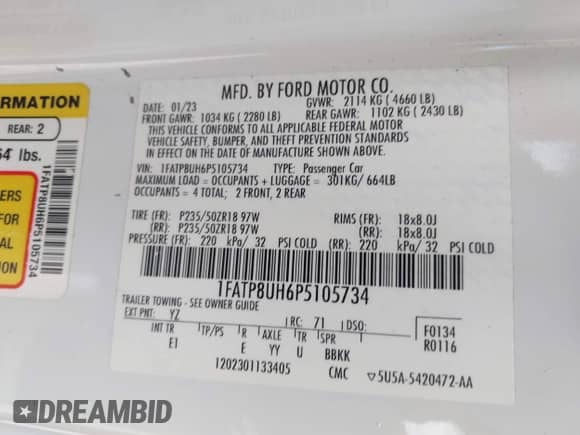 ORMATION
REAR: 2
64 lbs.
1FATP8UH6P5105734
ERS
FOR
AL
ION
MFD. BY FORD MOTOR CO.
DATE: 01/23
GVWR: 2114 KG ( 4660 LB)
FRONT GAWR: 1034 KG ( 2280 LB)
REAR GAWR: 1102 KG ( 2430 LB)
THIS VEHICLE CONFORMS TO ALL APPLICABLE FEDERAL MOTOR
VEHICLE SAFETY, BUMPER, AND THEFT PREVENTION STANDARDS
IN EFFECT ON THE DATE OF MANUFACTURE SHOWN ABOVE.
VIN: 1FATP8UH6P5105734 TYPE: Passenger Car
MAXIMUM LOAD = OCCUPANTS + LUGGAGE = 301KG/ 664LB
OCCUPANTS = 4 TOTAL; 2 FRONT, 2 REAR
TIRE (FR): P235/50ZR18 97W RIMS (FR): 18x8.0J
(RR): P235/50ZR18 97W (RR): 18x8.0J
PRESSURE (FR): 220 kPa/ 32 PSI COLD (RR): 220 kPa/ 32 PSI COLD
1FATP8UH6P5105734
TRAILER TOWING - SEE OWNER GUIDE
EXT PNT: YZ RC: 71 DSO:
INT TR TP/PS R AXLE TR SPR
EI E YY U BBKK
F0134
R0116
1202301133405
CMC ▽5U5A-5420472-AA
DREAMBID
DREAMBID.COM